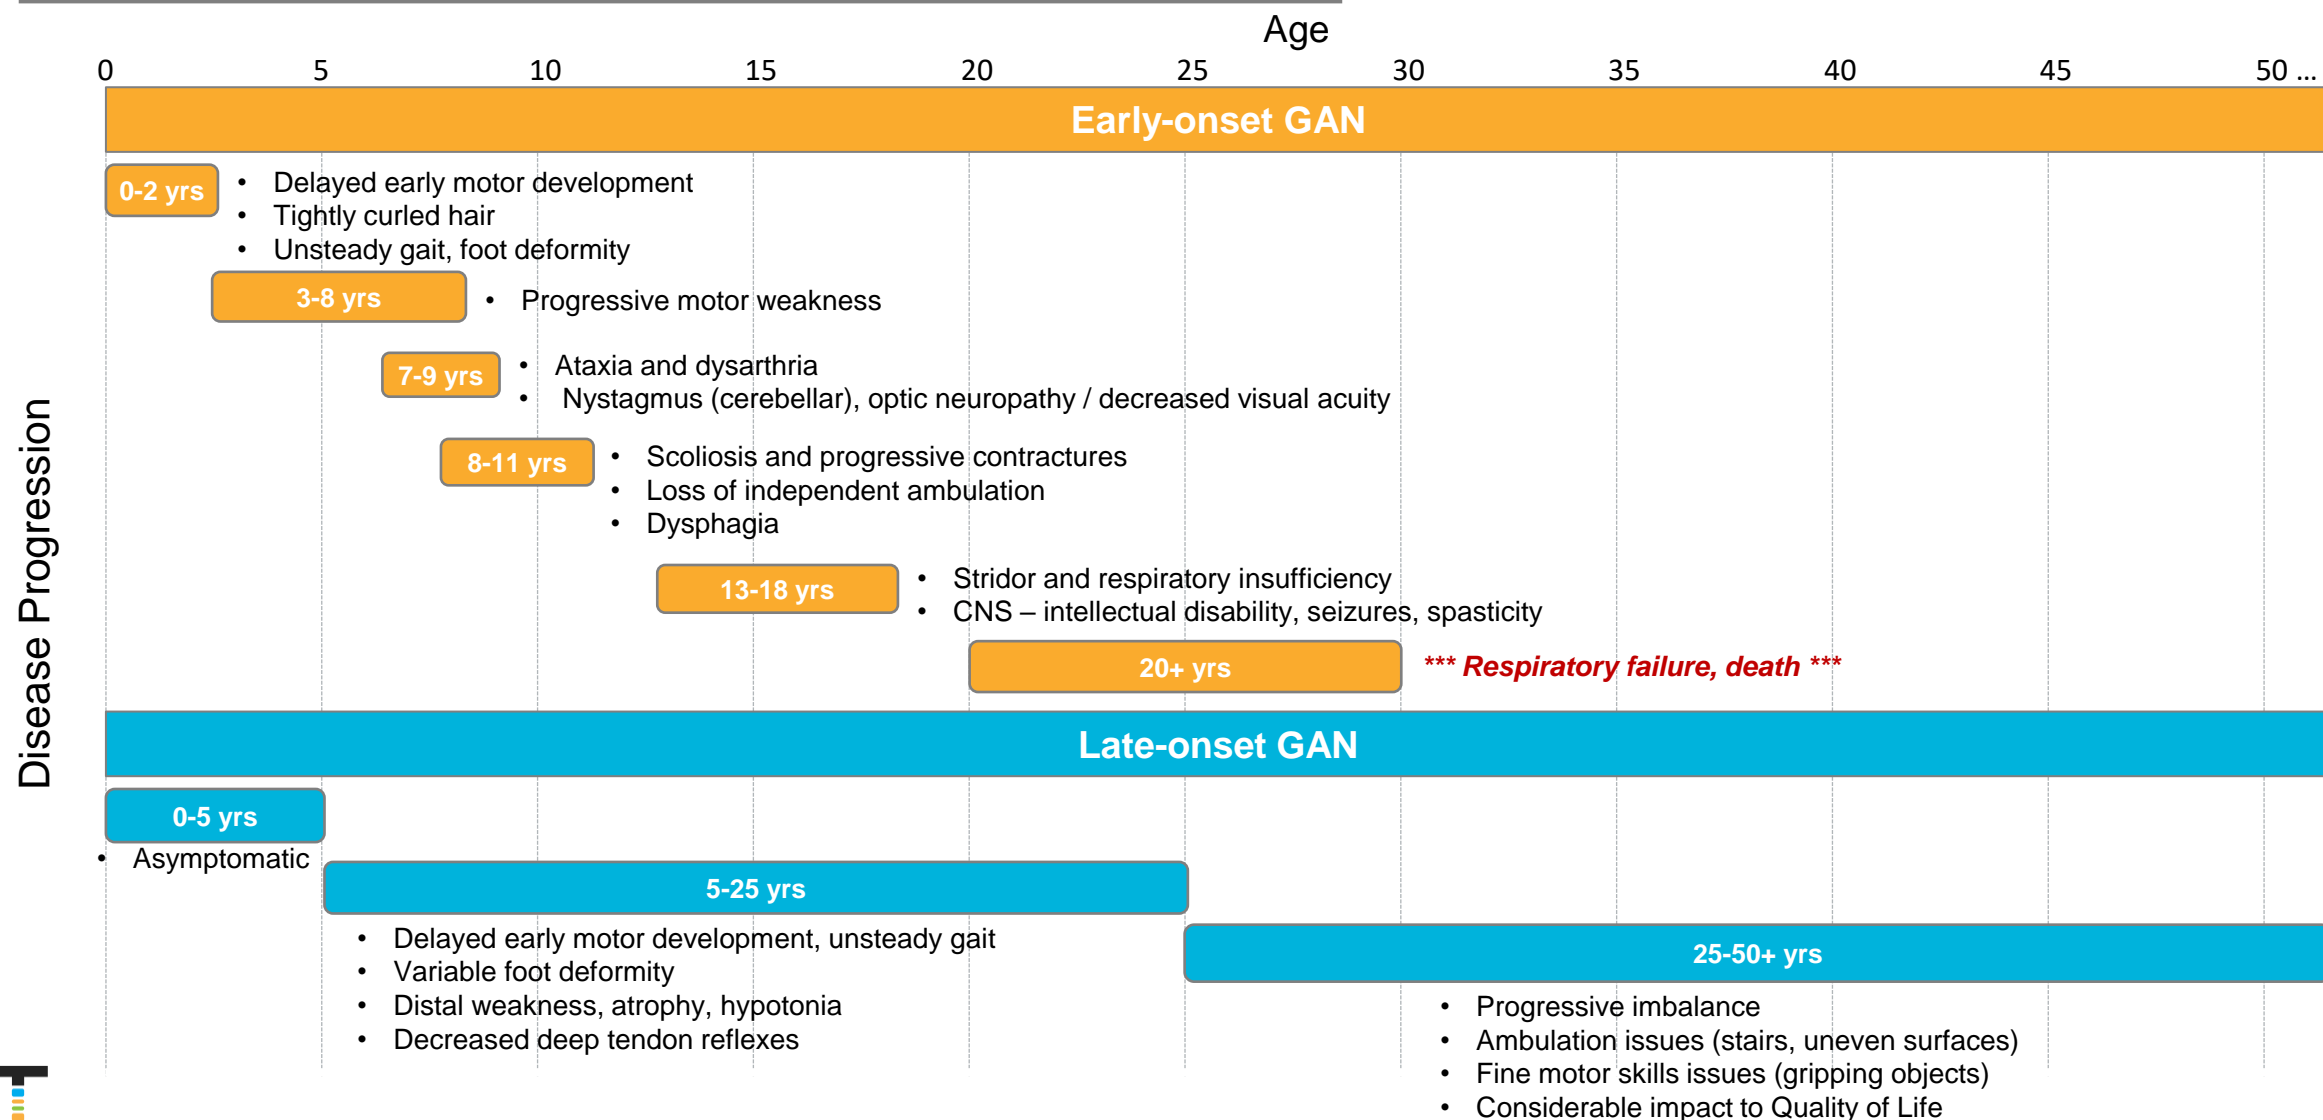 Age
0 5 10 15 20 25 30 35 40 45 50 ...
Early-onset GAN
0-2 yrs
• Delayed early motor development
• Tightly curled hair
• Unsteady gait, foot deformity
3-8 yrs
• Progressive motor weakness
7-9 yrs
• Ataxia and dysarthria
• Nystagmus (cerebellar), optic neuropathy / decreased visual acuity
8-11 yrs
• Scoliosis and progressive contractures
• Loss of independent ambulation
• Dysphagia
13-18 yrs
• Stridor and respiratory insufficiency
• CNS – intellectual disability, seizures, spasticity
20+ yrs
*** Respiratory failure, death ***
Disease Progression
Late-onset GAN
0-5 yrs
• Asymptomatic
5-25 yrs
• Delayed early motor development, unsteady gait
• Variable foot deformity
• Distal weakness, atrophy, hypotonia
• Decreased deep tendon reflexes
25-50+ yrs
• Progressive imbalance
• Ambulation issues (stairs, uneven surfaces)
• Fine motor skills issues (gripping objects)
• Considerable impact to Quality of Life